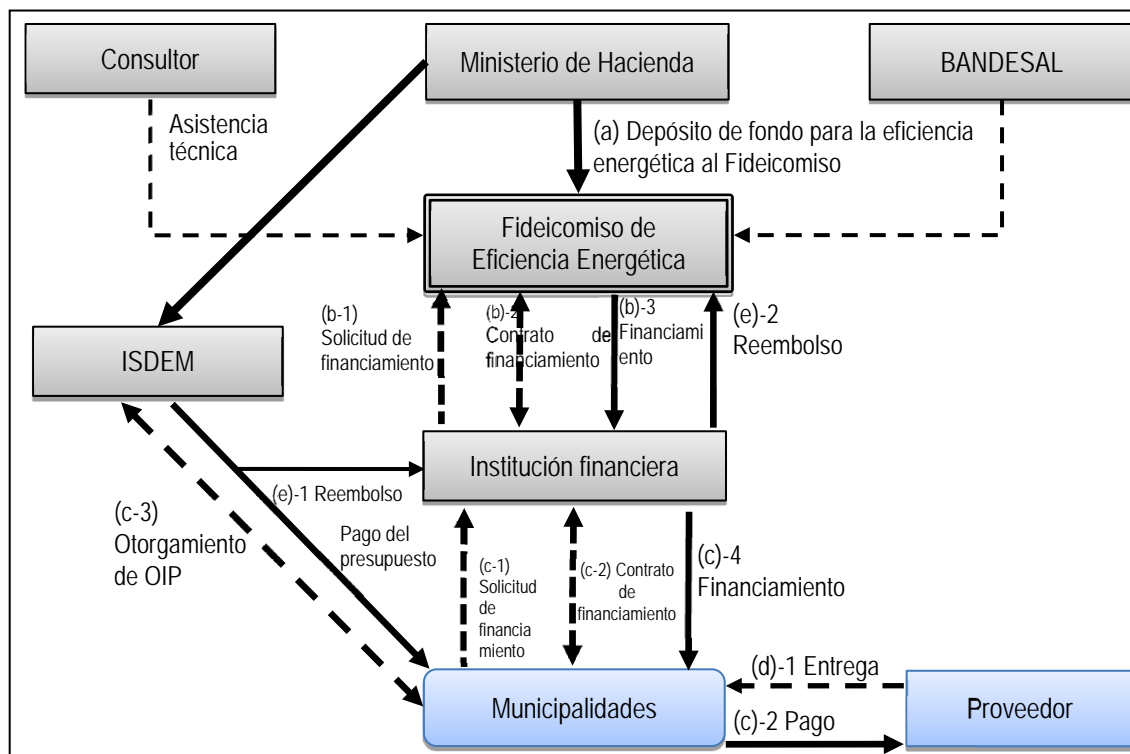 Consultor
Ministerio de Hacienda
BANDESAL
Asistencia
técnica
(a) Depósito de fondo para la eficiencia
energética al Fideicomiso
Fideicomiso de
Eficiencia Energética
(b-1)
Solicitud de
financiamiento
(b)-2
Contrato de
financiamiento
(b)-3
Financiami
ento
(e)-2
Reembolso
ISDEM
Institución financiera
(e)-1 Reembolso
(c-3)
Otorgamiento
de OIP
Pago del
presupuesto
(c-1)
Solicitud
de
financia
miento
(c-2) Contrato
de
financiamiento
(c)-4
Financiamiento
(d)-1 Entrega
Municipalidades
Proveedor
(c)-2 Pago